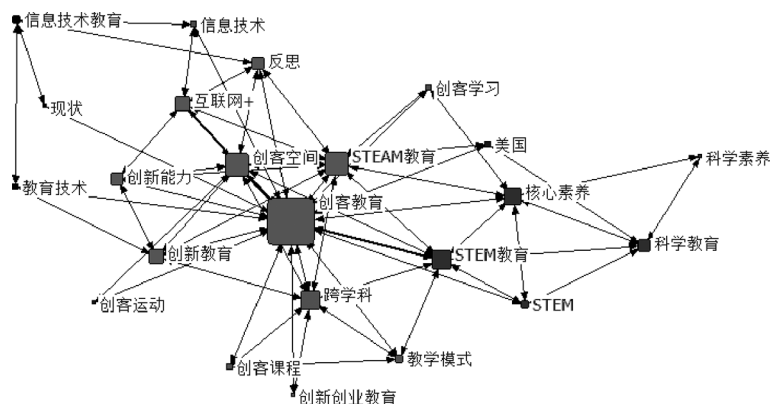 信息技术教育
信息技术
反思
现状
互联网+
创客学习
创客空间
STEAM教育
美国
科学素养
创新能力
教育技术
创客教育
核心素养
创新教育
STEM教育
科学教育
创客运动
跨学科
STEM
创客课程
教学模式
创新创业教育